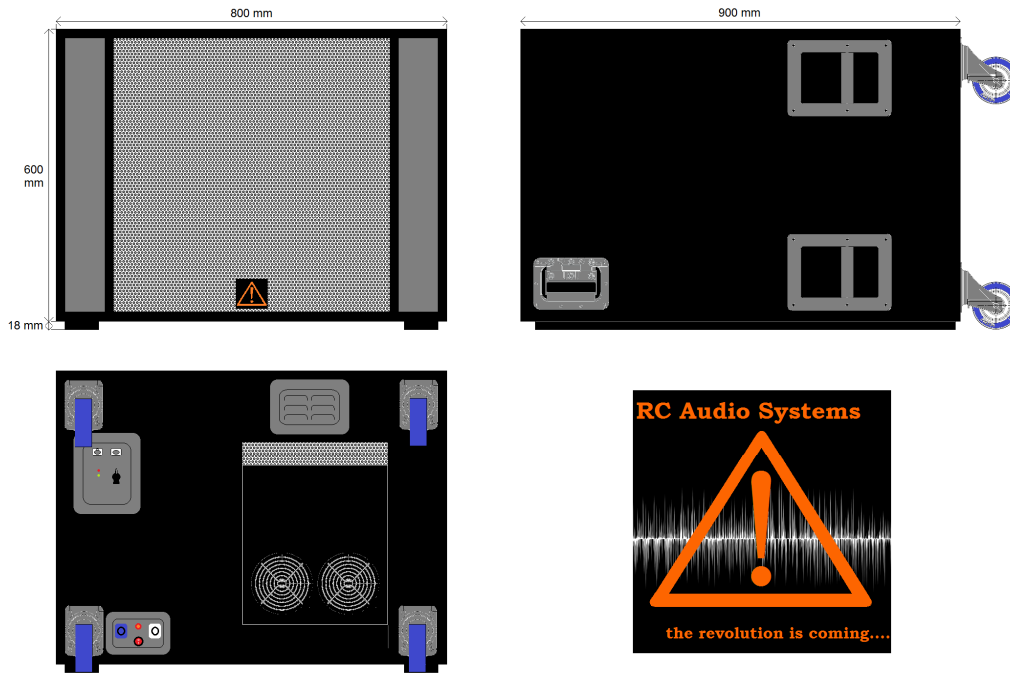 800 mm
900 mm
600
mm
18 mm
RC Audio Systems
!
the revolution is coming....